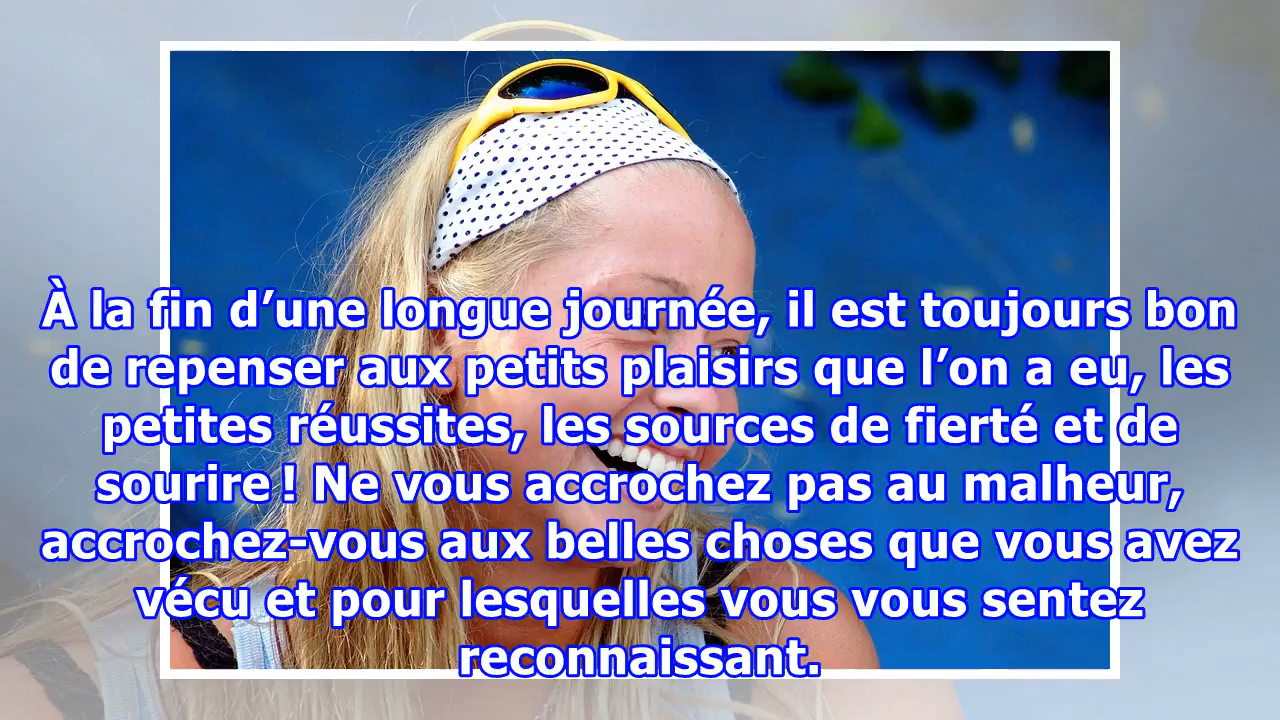 À la fin d’une longue journée, il est toujours bon
de repenser aux petits plaisirs que l’on a eu, les
petites réussites, les sources de fierté et de
sourire ! Ne vous accrochez pas au malheur,
accrochez-vous aux belles choses que vous avez
vécu et pour lesquelles vous vous sentez
reconnaissant.